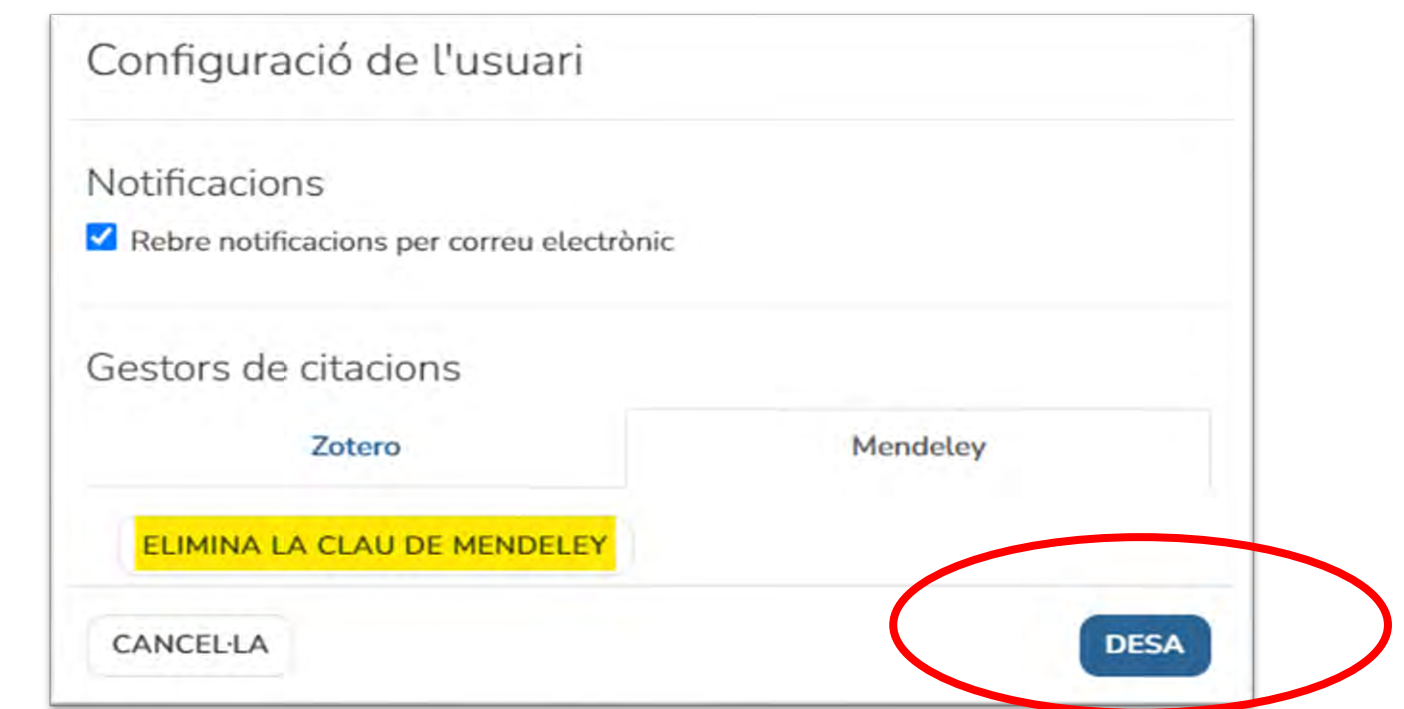 Configuració de l'usuari
Notificacions
Rebre notificacions per correu electrònic
Gestors de citacions
Zotero Mendeley
ELIMINA LA CLAU DE MENDELEY
CANCEL·LA DESA